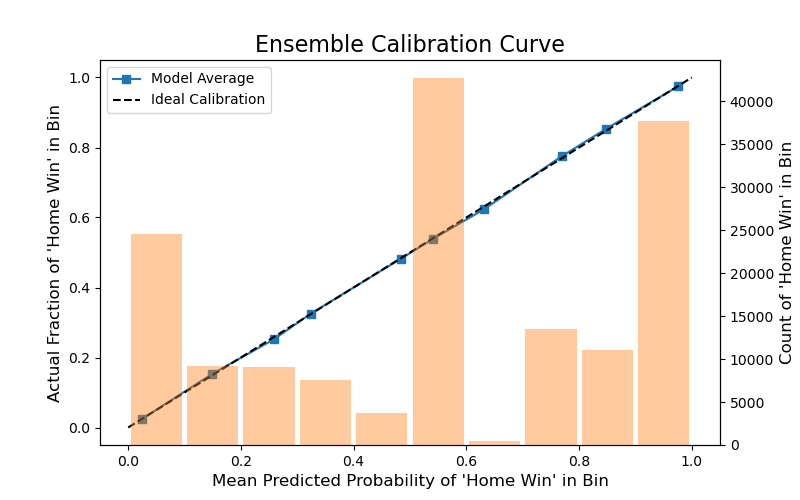 Ensemble Calibration Curve
Model Average
Ideal Calibration
Actual Fraction of 'Home Win' in Bin
1.0
0.8
0.6
0.4
0.2
0.0
40000
35000
30000
25000
20000
15000
10000
5000
0
Count of 'Home Win' in Bin
0.0 0.2 0.4 0.6 0.8 1.0
Mean Predicted Probability of 'Home Win' in Bin